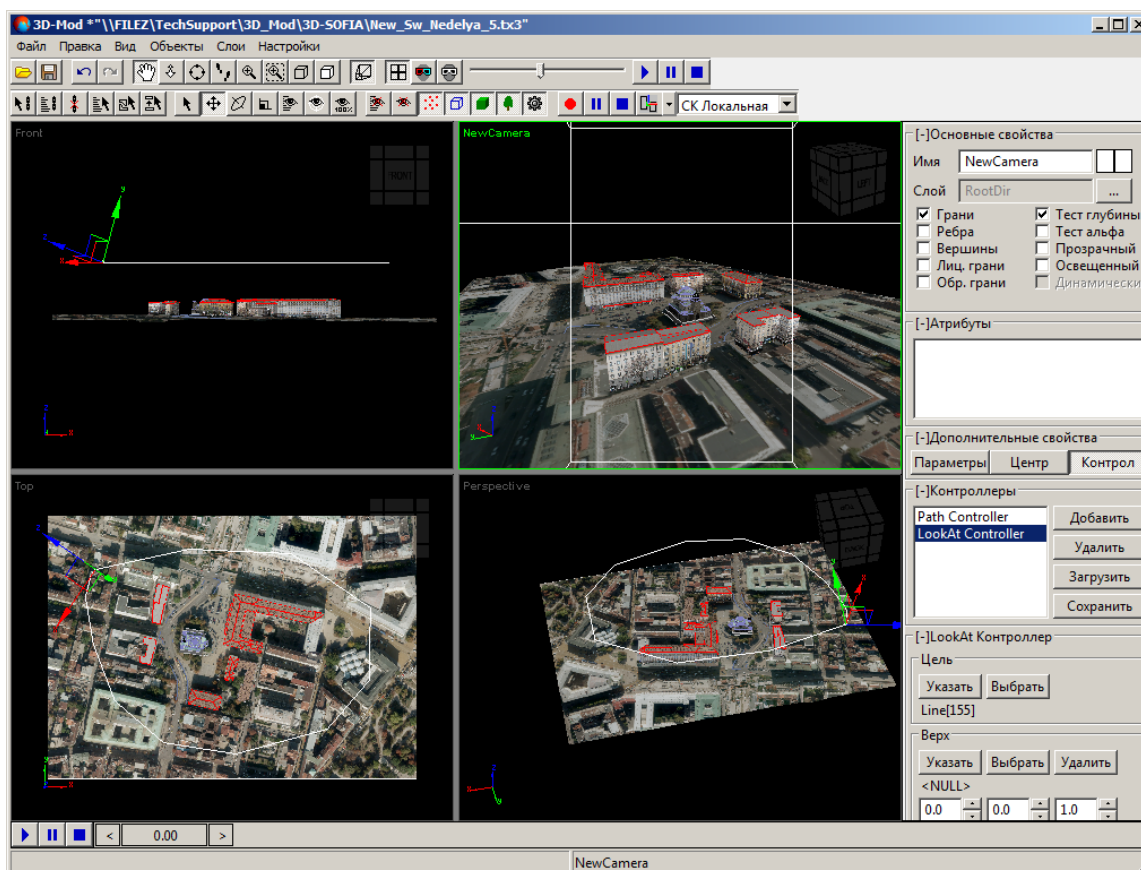 3D-Mod *"\\FILEZ\TechSupport\3D_Mod\3D-SOFIA\New_Sw_Nedelya_5.tx3"
Файл Правка Вид Объекты Слои Настройки
100%
СК Локальная
Front
FRONT
NewCamera
LEFT
[-]Основные свойства
Имя NewCamera
Слой RootDir ...
Грани Тест глубины
Ребра Тест альфа
Вершины Прозрачный
Лиц. грани Освещенный
Обр. грани Динамически
[-]Атрибуты
[-]Дополнительные свойства
Параметры Центр Контрол
Top
Perspective
BACK
[-]Контроллеры
Path Controller Добавить
LookAt Controller Удалить
Загрузить
Сохранить
[-]LookAt Контроллер
Цель
Указать Выбрать
Line[155]
Верх
Указать Выбрать Удалить
<NULL>
0.0 0.0 1.0
< 0.00 >
NewCamera